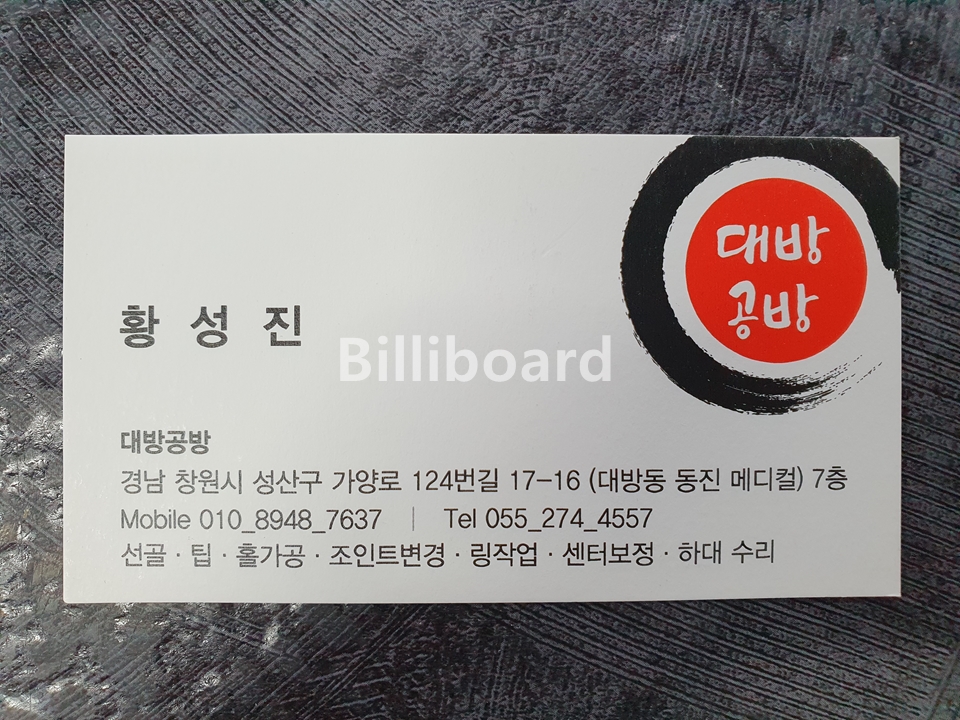 대방
공방
황 성 진
Billiboard
대방공방
경남 창원시 성산구 가양로 124번길 17-16 (대방동 동진 메디컬) 7층
Mobile 010_8948_7637 | Tel 055_274_4557
선골 · 팁 · 홀가공 · 조인트변경 · 링작업 · 센터보정 · 하대 수리